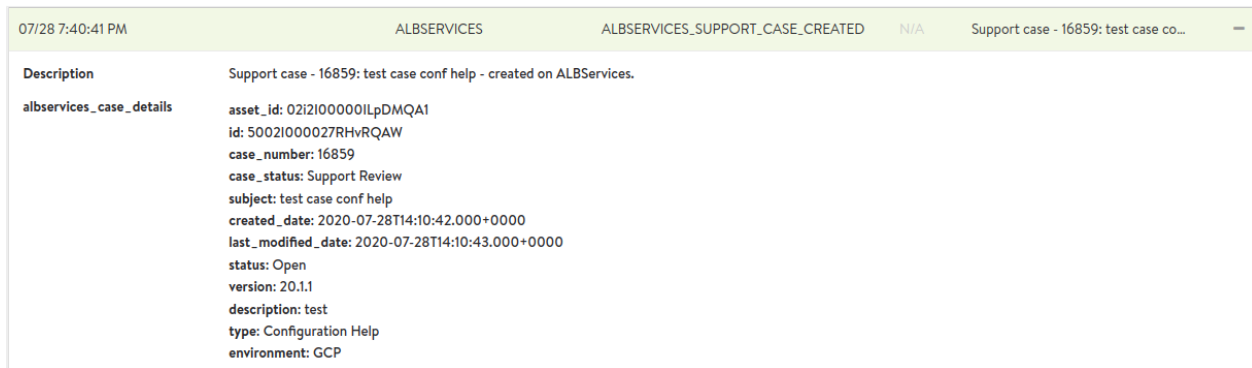 07/28 7:40:41 PM ALBSERVICES ALBSERVICES_SUPPORT_CASE_CREATED N/A Support case - 16859: test case co...
Description Support case - 16859: test case conf help - created on ALBServices.
albservices_case_details asset_id: 02i2I00000ILpDMQA1
id: 5002I000027RHvRQAW
case_number: 16859
case_status: Support Review
subject: test case conf help
created_date: 2020-07-28T14:10:42.000+0000
last_modified_date: 2020-07-28T14:10:43.000+0000
status: Open
version: 20.1.1
description: test
type: Configuration Help
environment: GCP